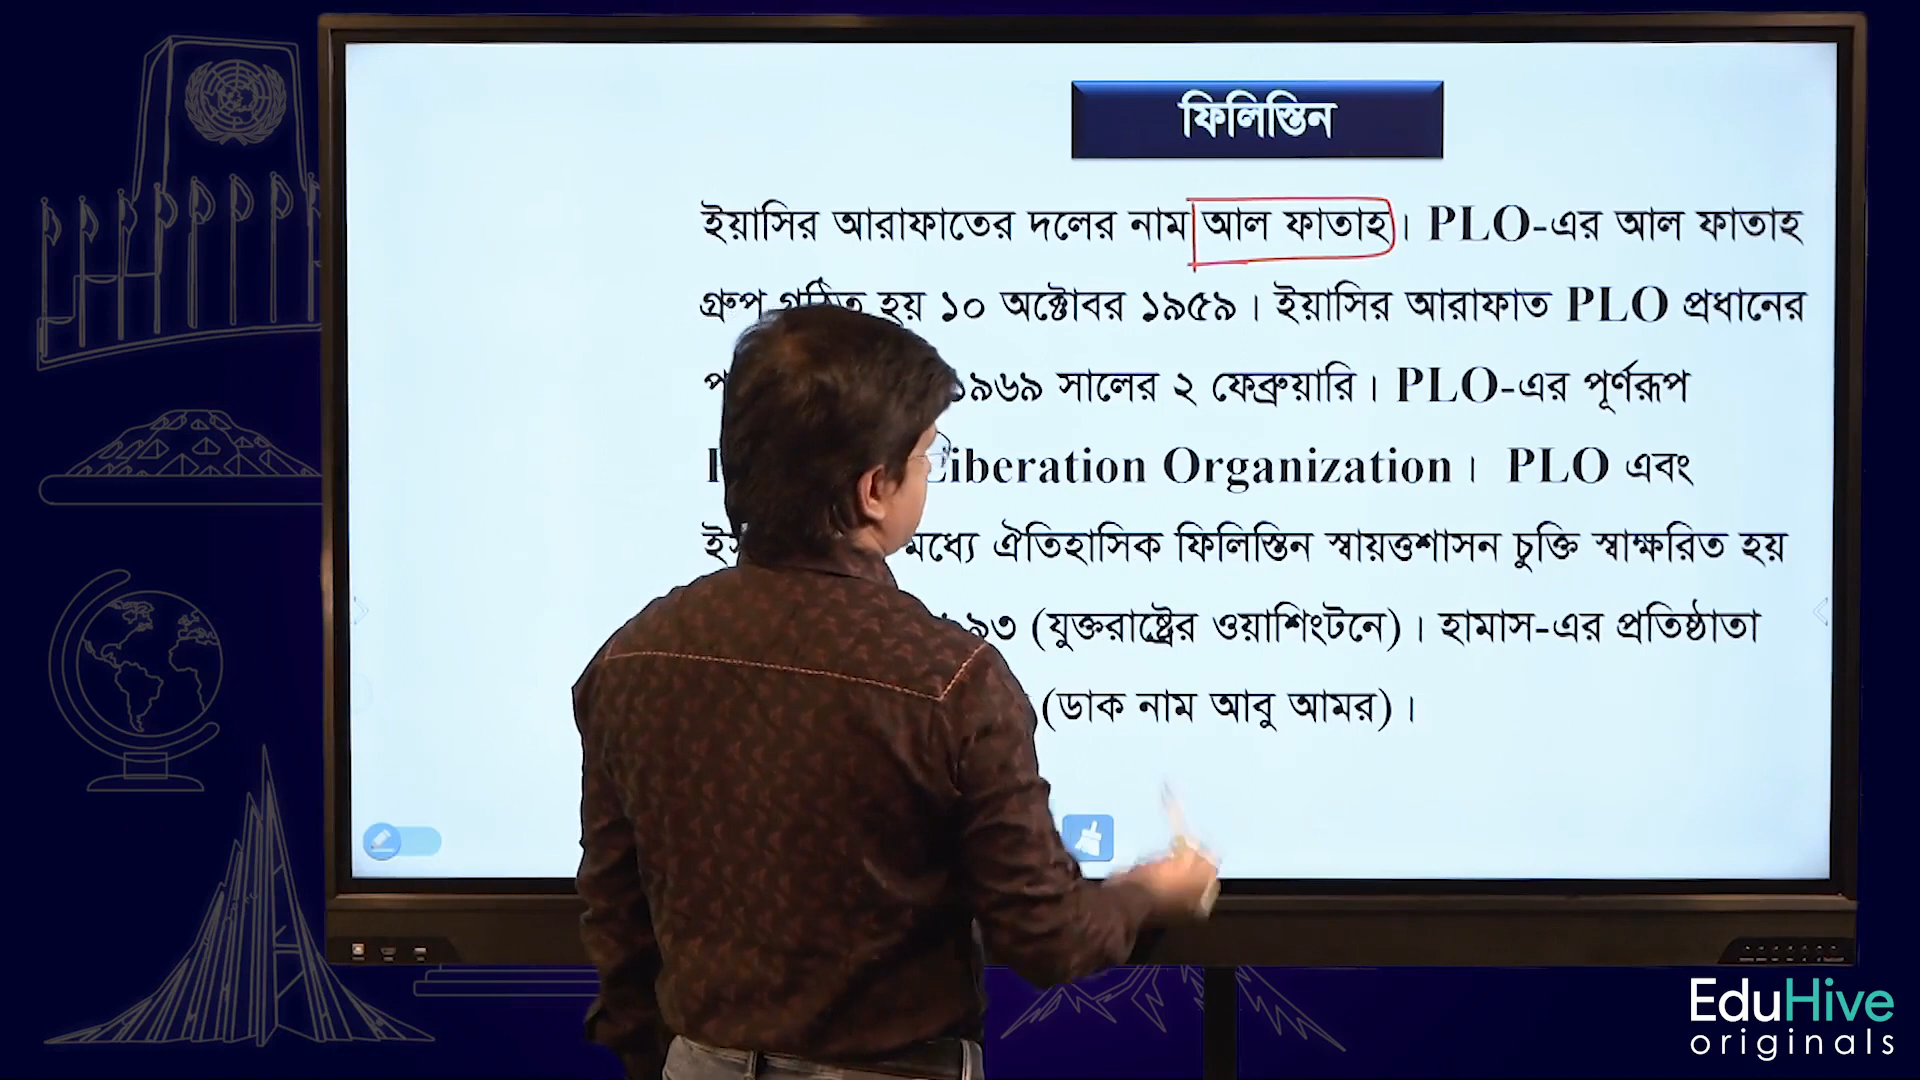 ফিলিস্তিন
ইয়াসির আরাফাতের দলের নাম আল ফাতাহ। PLO-এর আল ফাতাহ
গ্রুপ গঠিত হয় ১০ অক্টোবর ১৯৫৯। ইয়াসির আরাফাত PLO প্রধানের
১৯৬৯ সালের ২ ফেব্রুয়ারি। PLO-এর পূর্ণরূপ
Liberation Organization। PLO এবং
মধ্যে ঐতিহাসিক ফিলিস্তিন স্বায়ত্তশাসন চুক্তি স্বাক্ষরিত হয়
(যুক্তরাষ্ট্রের ওয়াশিংটনে)। হামাস-এর প্রতিষ্ঠাতা
(ডাক নাম আবু আমর)।
EduHive
originals